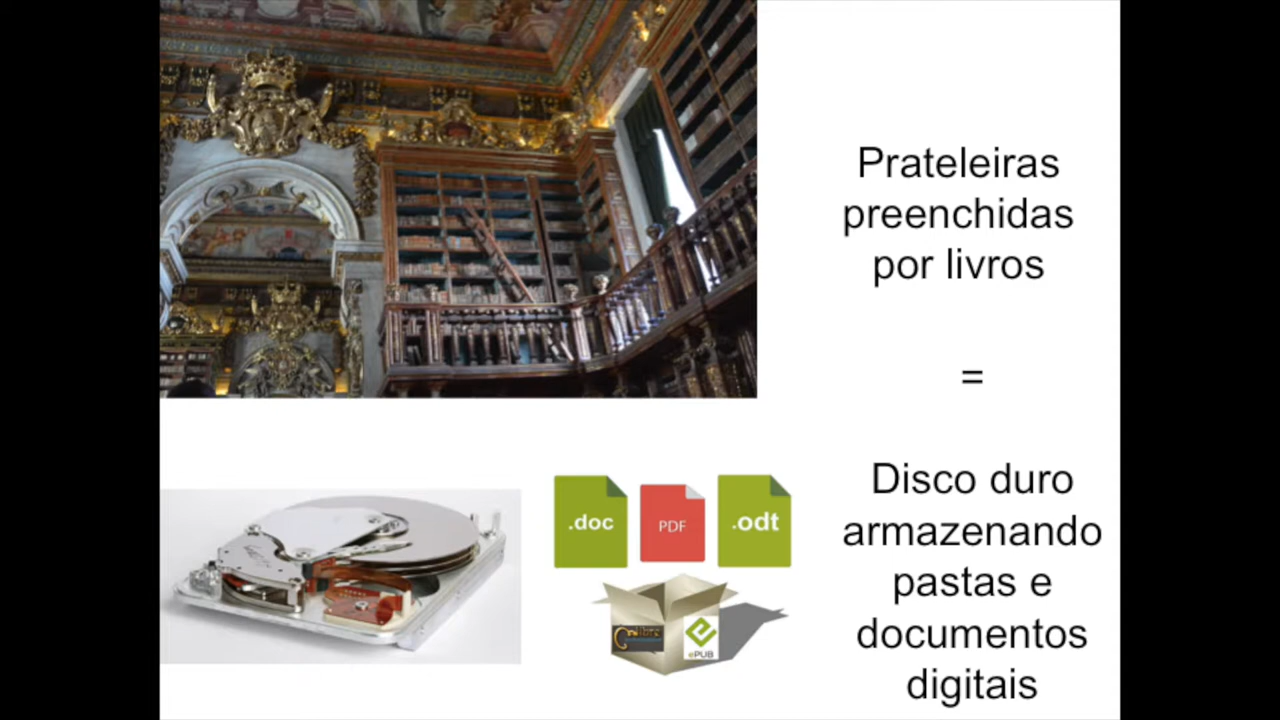 Prateleiras
preenchidas
por livros
=
Disco duro
armazenando
pastas e
documentos
digitais
.doc
PDF
.odt
ePUB